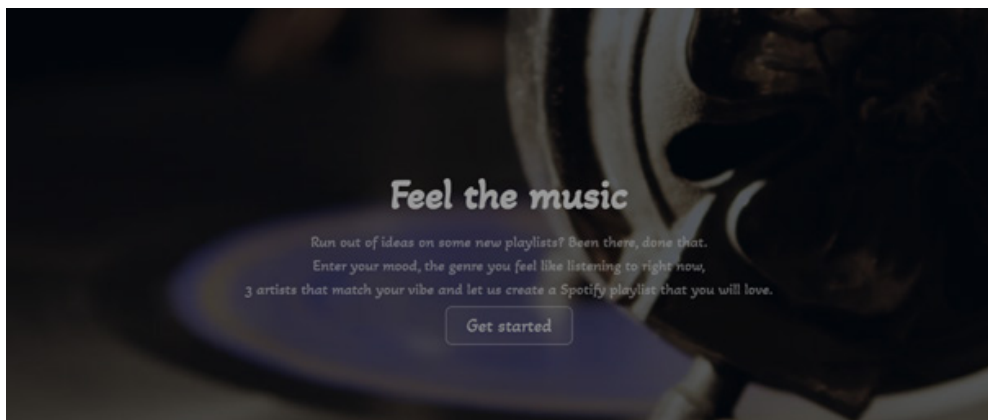 Feel the music
Run out of ideas on some new playlists? Been there, done that.
Enter your mood, the genre you feel like listening to right now,
3 artists that match your vibe and let us create a Spotify playlist that you will love.
Get started